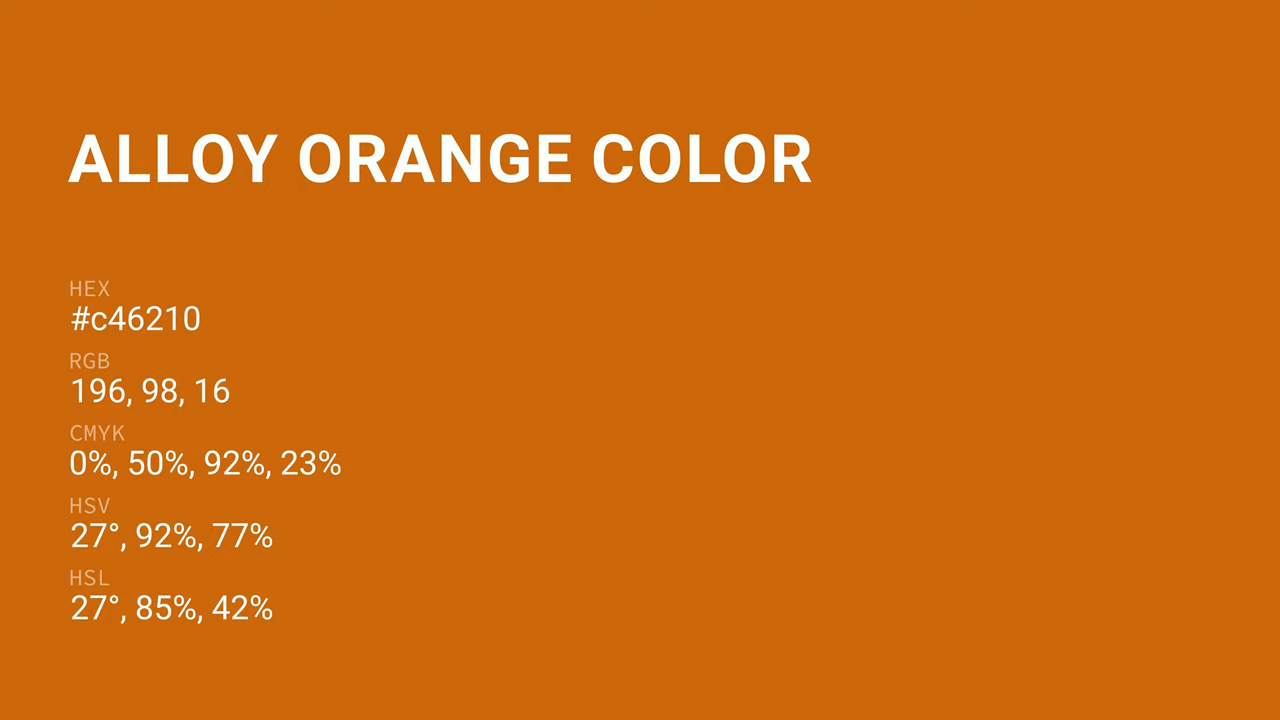 ALLOY ORANGE COLOR
HEX
#c46210
RGB
196, 98, 16
CMYK
0%, 50%, 92%, 23%
HSV
27°, 92%, 77%
HSL
27°, 85%, 42%